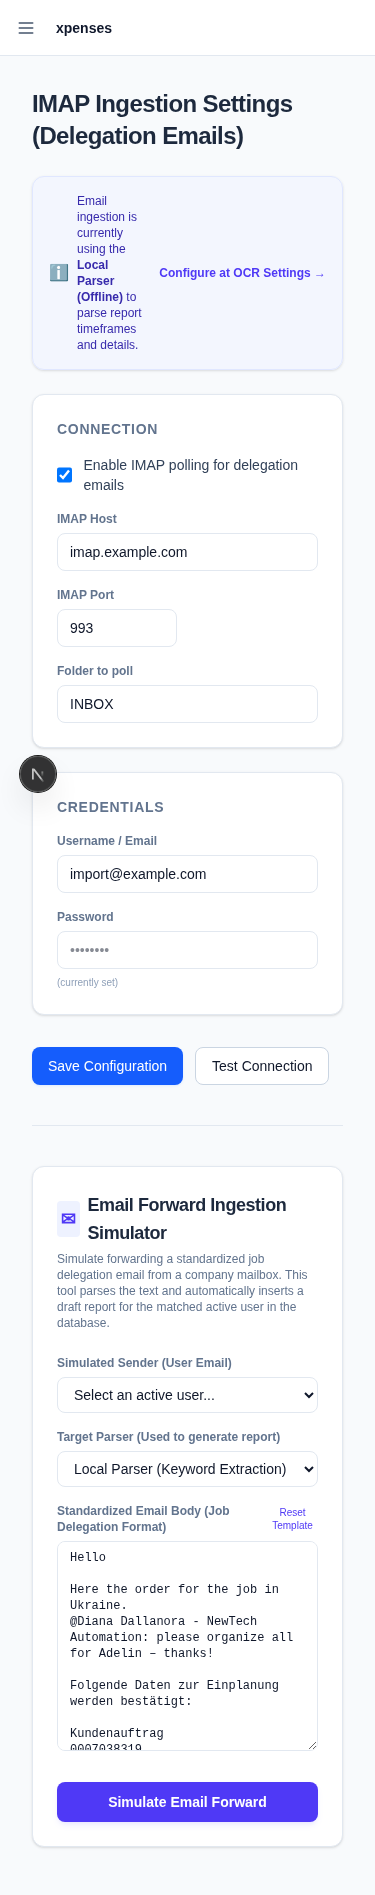 xpenses
IMAP Ingestion Settings
(Delegation Emails)
Email
ingestion is
currently
using the
Local
Parser
(Offline) to
parse report
timeframes
and details.
Configure at OCR Settings →
CONNECTION
Enable IMAP polling for delegation
emails
IMAP Host
imap.example.com
IMAP Port
993
Folder to poll
INBOX
CREDENTIALS
Username / Email
import@example.com
Password
••••••••
(currently set)
Save Configuration
Test Connection
Email Forward Ingestion
Simulator
Simulate forwarding a standardized job
delegation email from a company mailbox. This
tool parses the text and automatically inserts a
draft report for the matched active user in the
database.
Simulated Sender (User Email)
Select an active user...
Target Parser (Used to generate report)
Local Parser (Keyword Extraction)
Standardized Email Body (Job
Delegation Format)
Reset
Template
Hello
Here the order for the job in
Ukraine.
@Diana Dallanora - NewTech
Automation: please organize all
for Adelin – thanks!
Folgende Daten zur Einplanung
werden bestätigt:
Kundenauftrag
0007038319
Simulate Email Forward